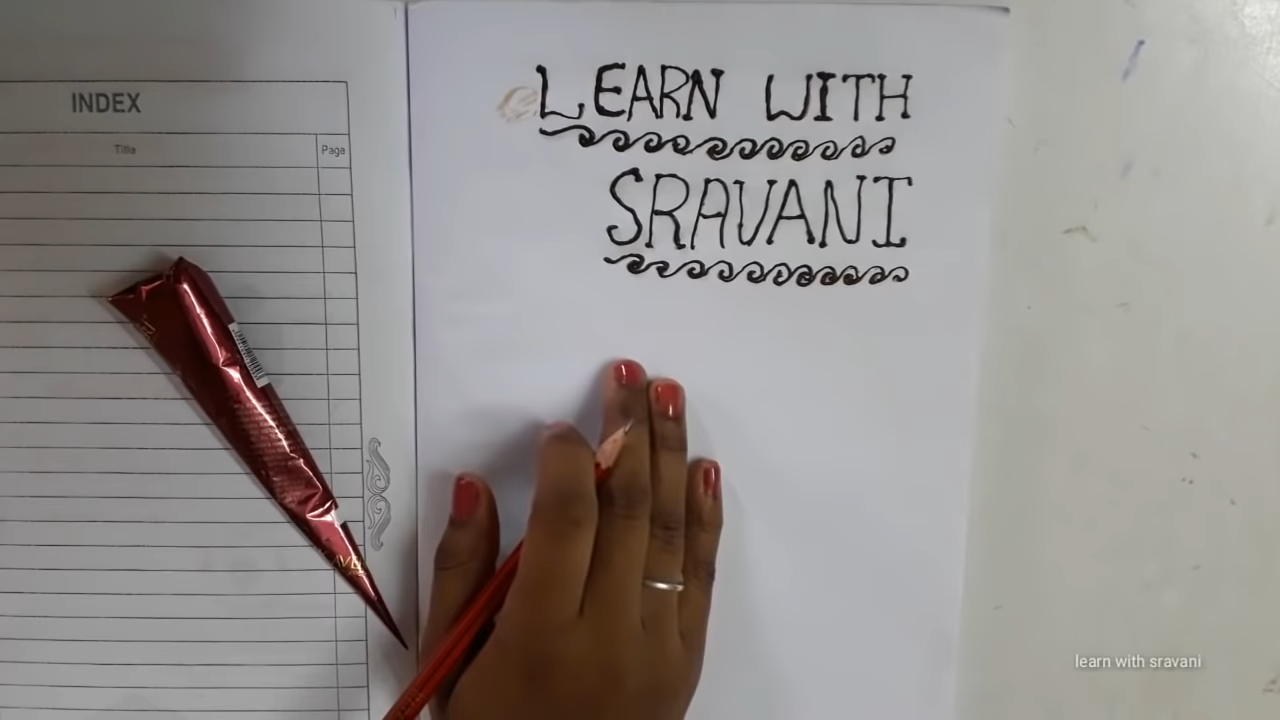 INDEX
Title Page
LEARN WITH
SRAVANI
learn with sravani